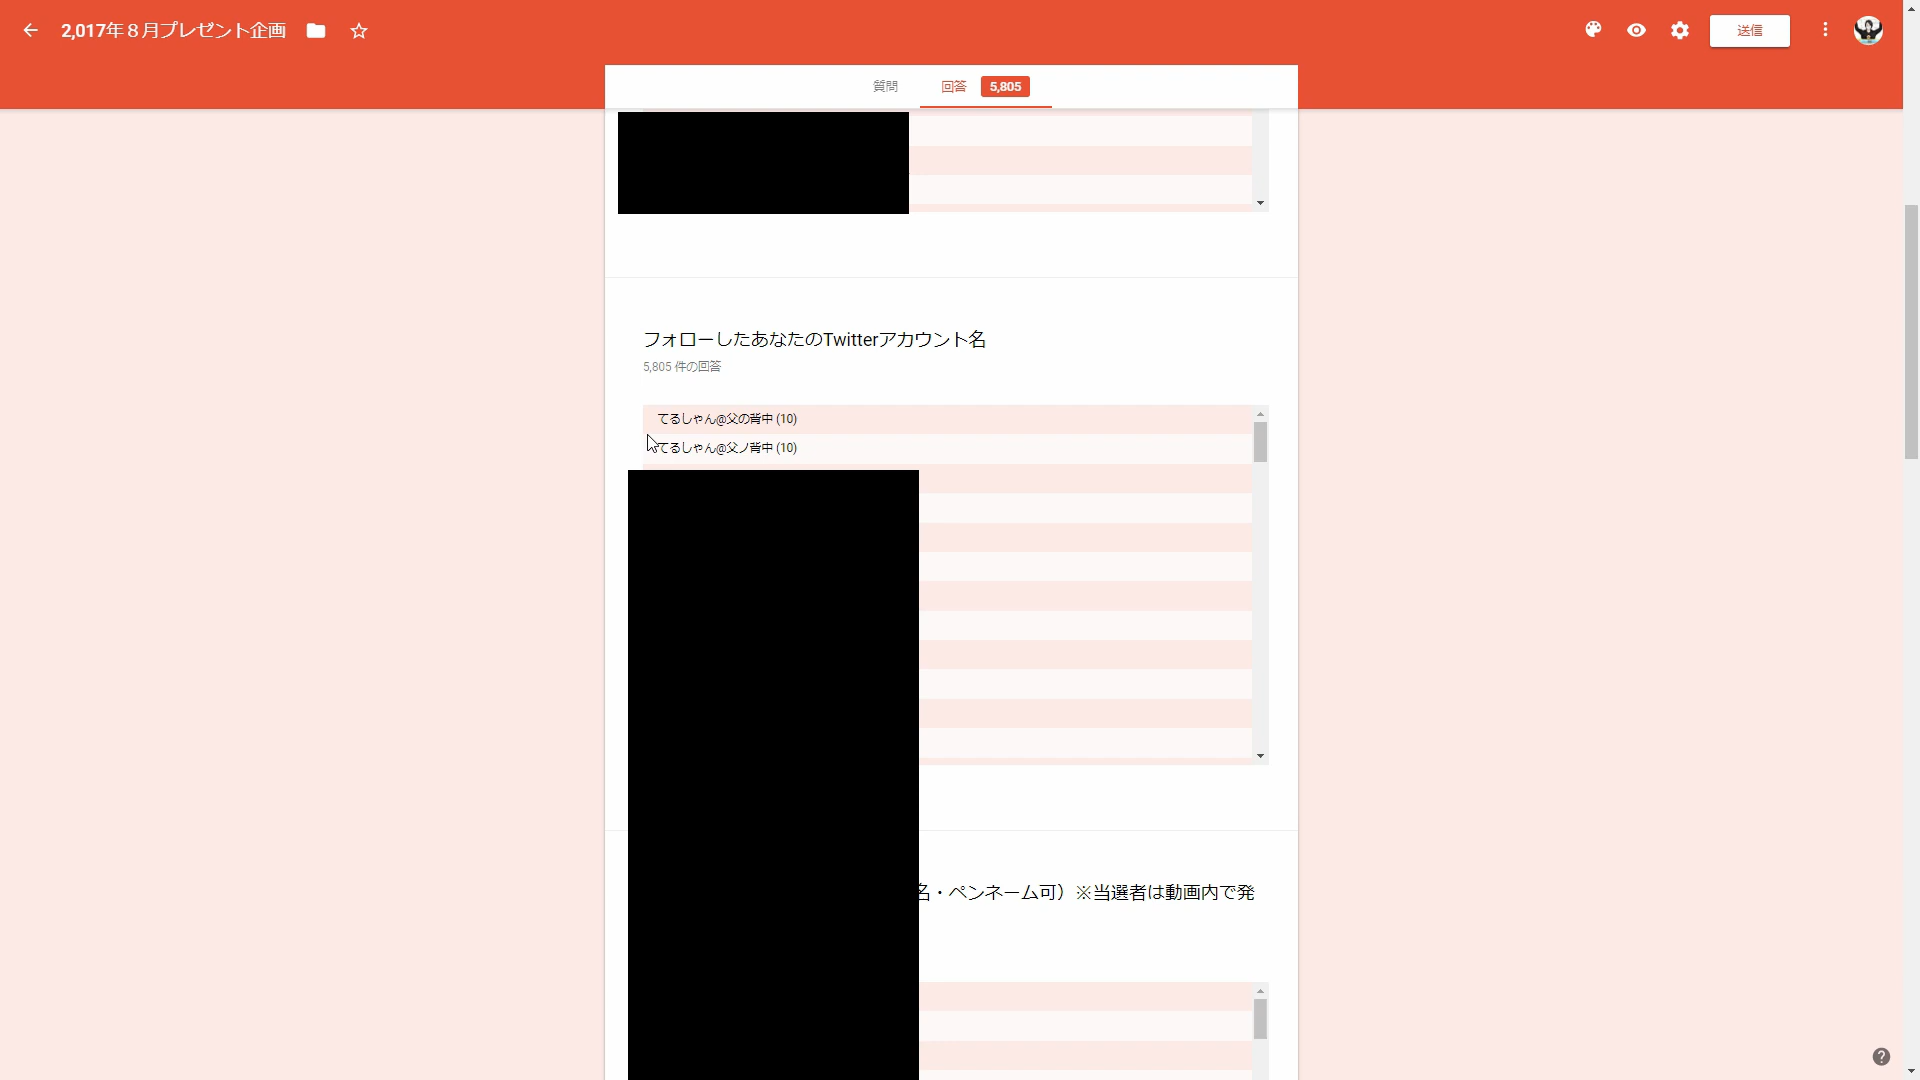 2,017年８月プレゼント企画
送信
質問
回答 5,805
フォローしたあなたのTwitterアカウント名
5,805 件の回答
てるしゃん@父の背中 (10)
てるしゃん@父ノ背中 (10)
名・ペンネーム可）※当選者は動画内で発